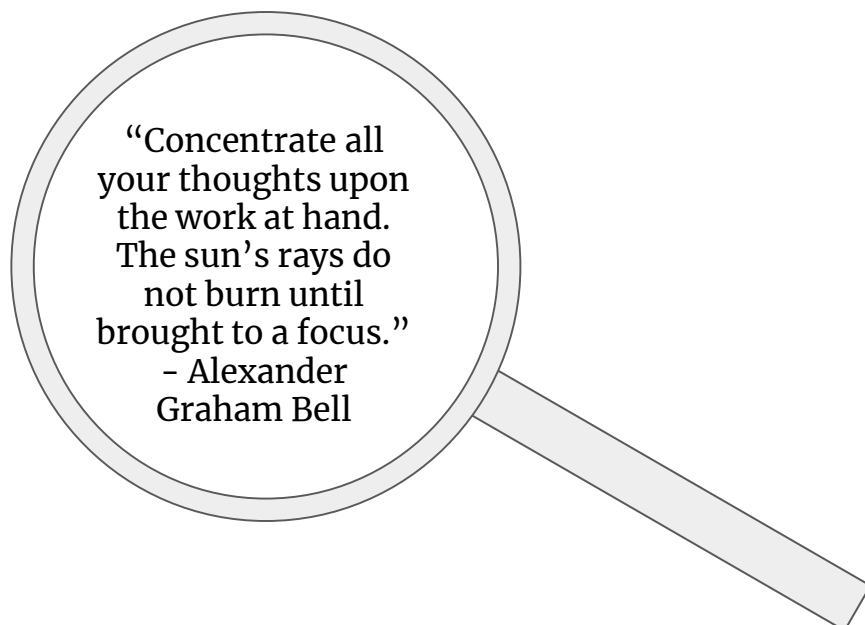 “Concentrate all
your thoughts upon
the work at hand.
The sun’s rays do
not burn until
brought to a focus.”
- Alexander
Graham Bell